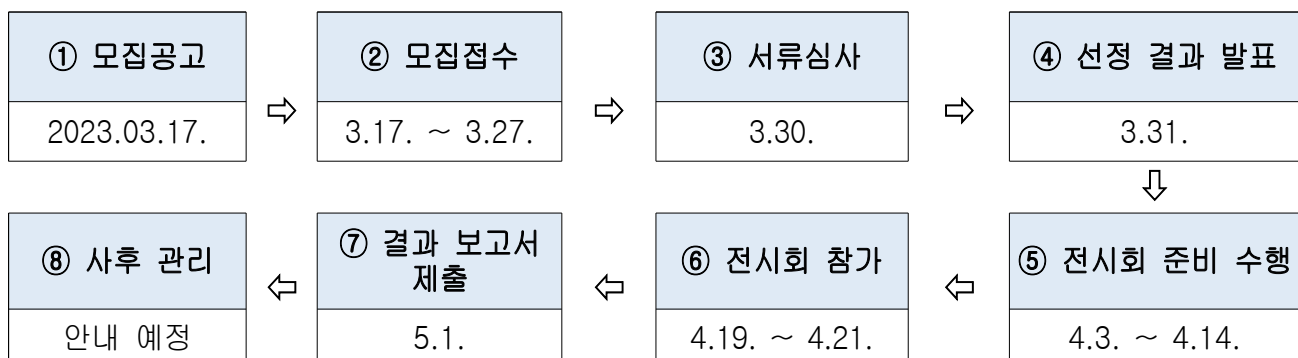 ① 모집공고
2023.03.17.
② 모집접수
3.17. ~ 3.27.
③ 서류심사
3.30.
④ 선정 결과 발표
3.31.
⑤ 전시회 준비 수행
4.3. ~ 4.14.
⑥ 전시회 참가
4.19. ~ 4.21.
⑦ 결과 보고서
제출
5.1.
⑧ 사후 관리
안내 예정